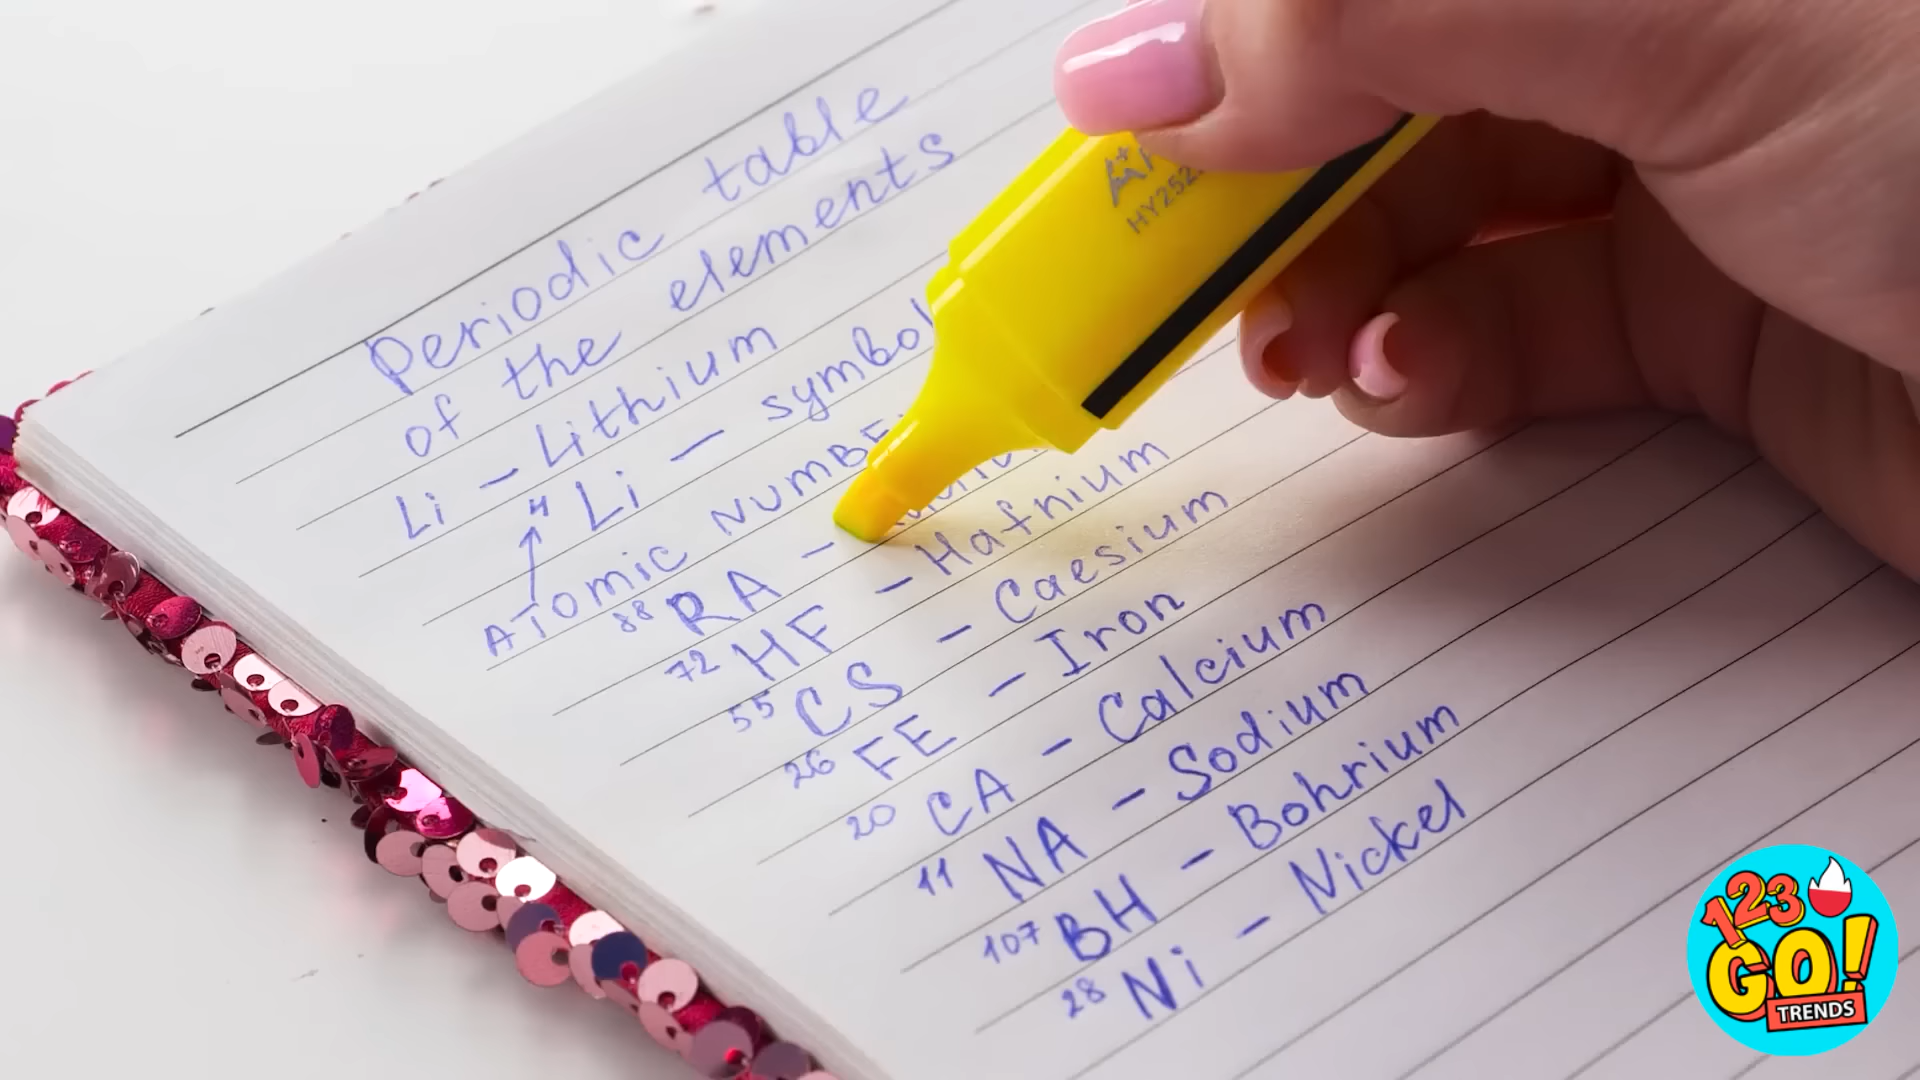 Periodic table
of the elements
Li - Lithium
4 Li - symbol
ATomic NUMBE
88 RA -
72 HF - Hafnium
55 CS - Caesium
26 FE - Iron
20 CA - Calcium
11 NA - Sodium
107 BH - Bohrium
28 Ni - Nickel
A+
HY252
123
GO!
TRENDS